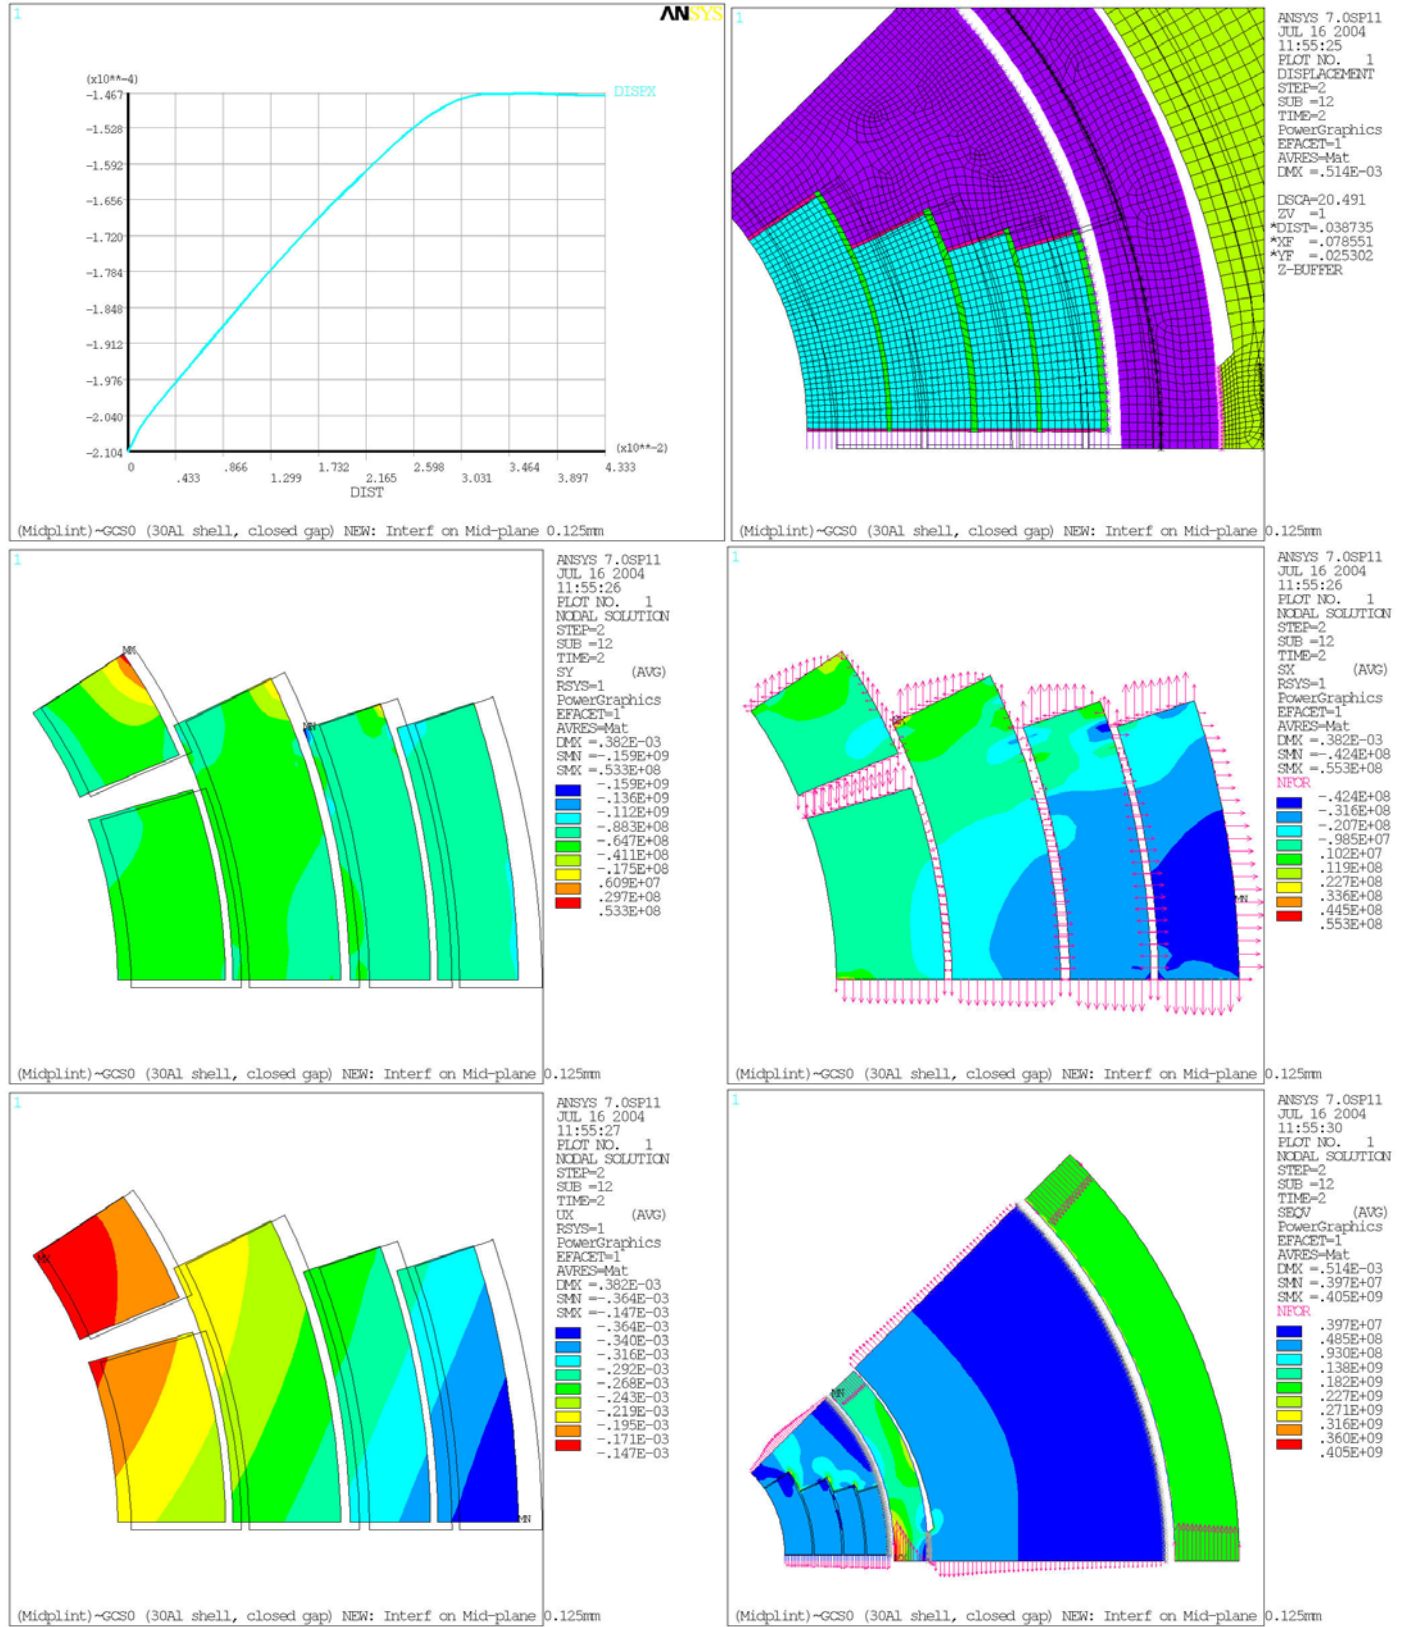 1
ANSYS
(x10**-4)
-1.467
DISPX
-1.528
-1.592
-1.656
-1.720
-1.784
-1.848
-1.912
-1.976
-2.040
-2.104
(x10**-2)
0 .433 .866 1.299 1.732 2.165 2.598 3.031 3.464 3.897 4.333
DIST
(Midplint)~GCS0 (30Al shell, closed gap) NEW: Interf on Mid-plane 0.125mm
1
ANSYS 7.0SP11
JUL 16 2004
11:55:25
PLOT NO. 1
DISPLACEMENT
STEP=2
SUB =12
TIME=2
PowerGraphics
EFACET=1
AVRES=Mat
DMX =.514E-03
DSCA=20.491
ZV =1
*DIST=.038735
*XF =.078551
*YF =.025302
Z-BUFFER
(Midplint)~GCS0 (30Al shell, closed gap) NEW: Interf on Mid-plane 0.125mm
1
MX
MN
ANSYS 7.0SP11
JUL 16 2004
11:55:26
PLOT NO. 1
NODAL SOLUTION
STEP=2
SUB =12
TIME=2
SY (AVG)
RSYS=1
PowerGraphics
EFACET=1
AVRES=Mat
DMX =.382E-03
SMN =-.159E+09
SMX =.533E+08
-.159E+09
-.136E+09
-.112E+09
-.883E+08
-.647E+08
-.411E+08
-.175E+08
.609E+07
.297E+08
.533E+08
(Midplint)~GCS0 (30Al shell, closed gap) NEW: Interf on Mid-plane 0.125mm
1
MX
MN
ANSYS 7.0SP11
JUL 16 2004
11:55:26
PLOT NO. 1
NODAL SOLUTION
STEP=2
SUB =12
TIME=2
SX (AVG)
RSYS=1
PowerGraphics
EFACET=1
AVRES=Mat
DMX =.382E-03
SMN =-.424E+08
SMX =.553E+08
NFOR
-.424E+08
-.316E+08
-.207E+08
-.985E+07
.102E+07
.119E+08
.227E+08
.336E+08
.445E+08
.553E+08
(Midplint)~GCS0 (30Al shell, closed gap) NEW: Interf on Mid-plane 0.125mm
1
MX
MN
ANSYS 7.0SP11
JUL 16 2004
11:55:27
PLOT NO. 1
NODAL SOLUTION
STEP=2
SUB =12
TIME=2
UX (AVG)
RSYS=1
PowerGraphics
EFACET=1
AVRES=Mat
DMX =.382E-03
SMN =-.364E-03
SMX =-.147E-03
-.364E-03
-.340E-03
-.316E-03
-.292E-03
-.268E-03
-.243E-03
-.219E-03
-.195E-03
-.171E-03
-.147E-03
(Midplint)~GCS0 (30Al shell, closed gap) NEW: Interf on Mid-plane 0.125mm
1
MN
ANSYS 7.0SP11
JUL 16 2004
11:55:30
PLOT NO. 1
NODAL SOLUTION
STEP=2
SUB =12
TIME=2
SEQV (AVG)
PowerGraphics
EFACET=1
AVRES=Mat
DMX =.514E-03
SMN =.397E+07
SMX =.405E+09
NFOR
.397E+07
.485E+08
.930E+08
.138E+09
.182E+09
.227E+09
.271E+09
.316E+09
.360E+09
.405E+09
(Midplint)~GCS0 (30Al shell, closed gap) NEW: Interf on Mid-plane 0.125mm